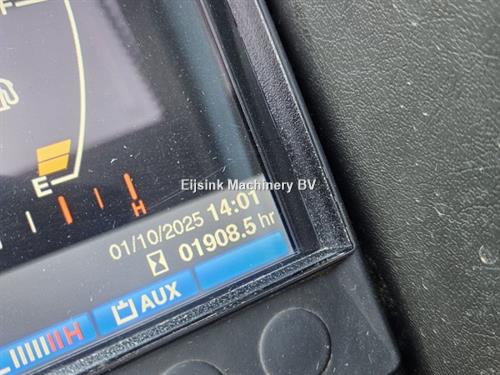 F
E
H
Eijsink Machinery BV
01/10/2025 14:01
01908.5 hr
AUX
H